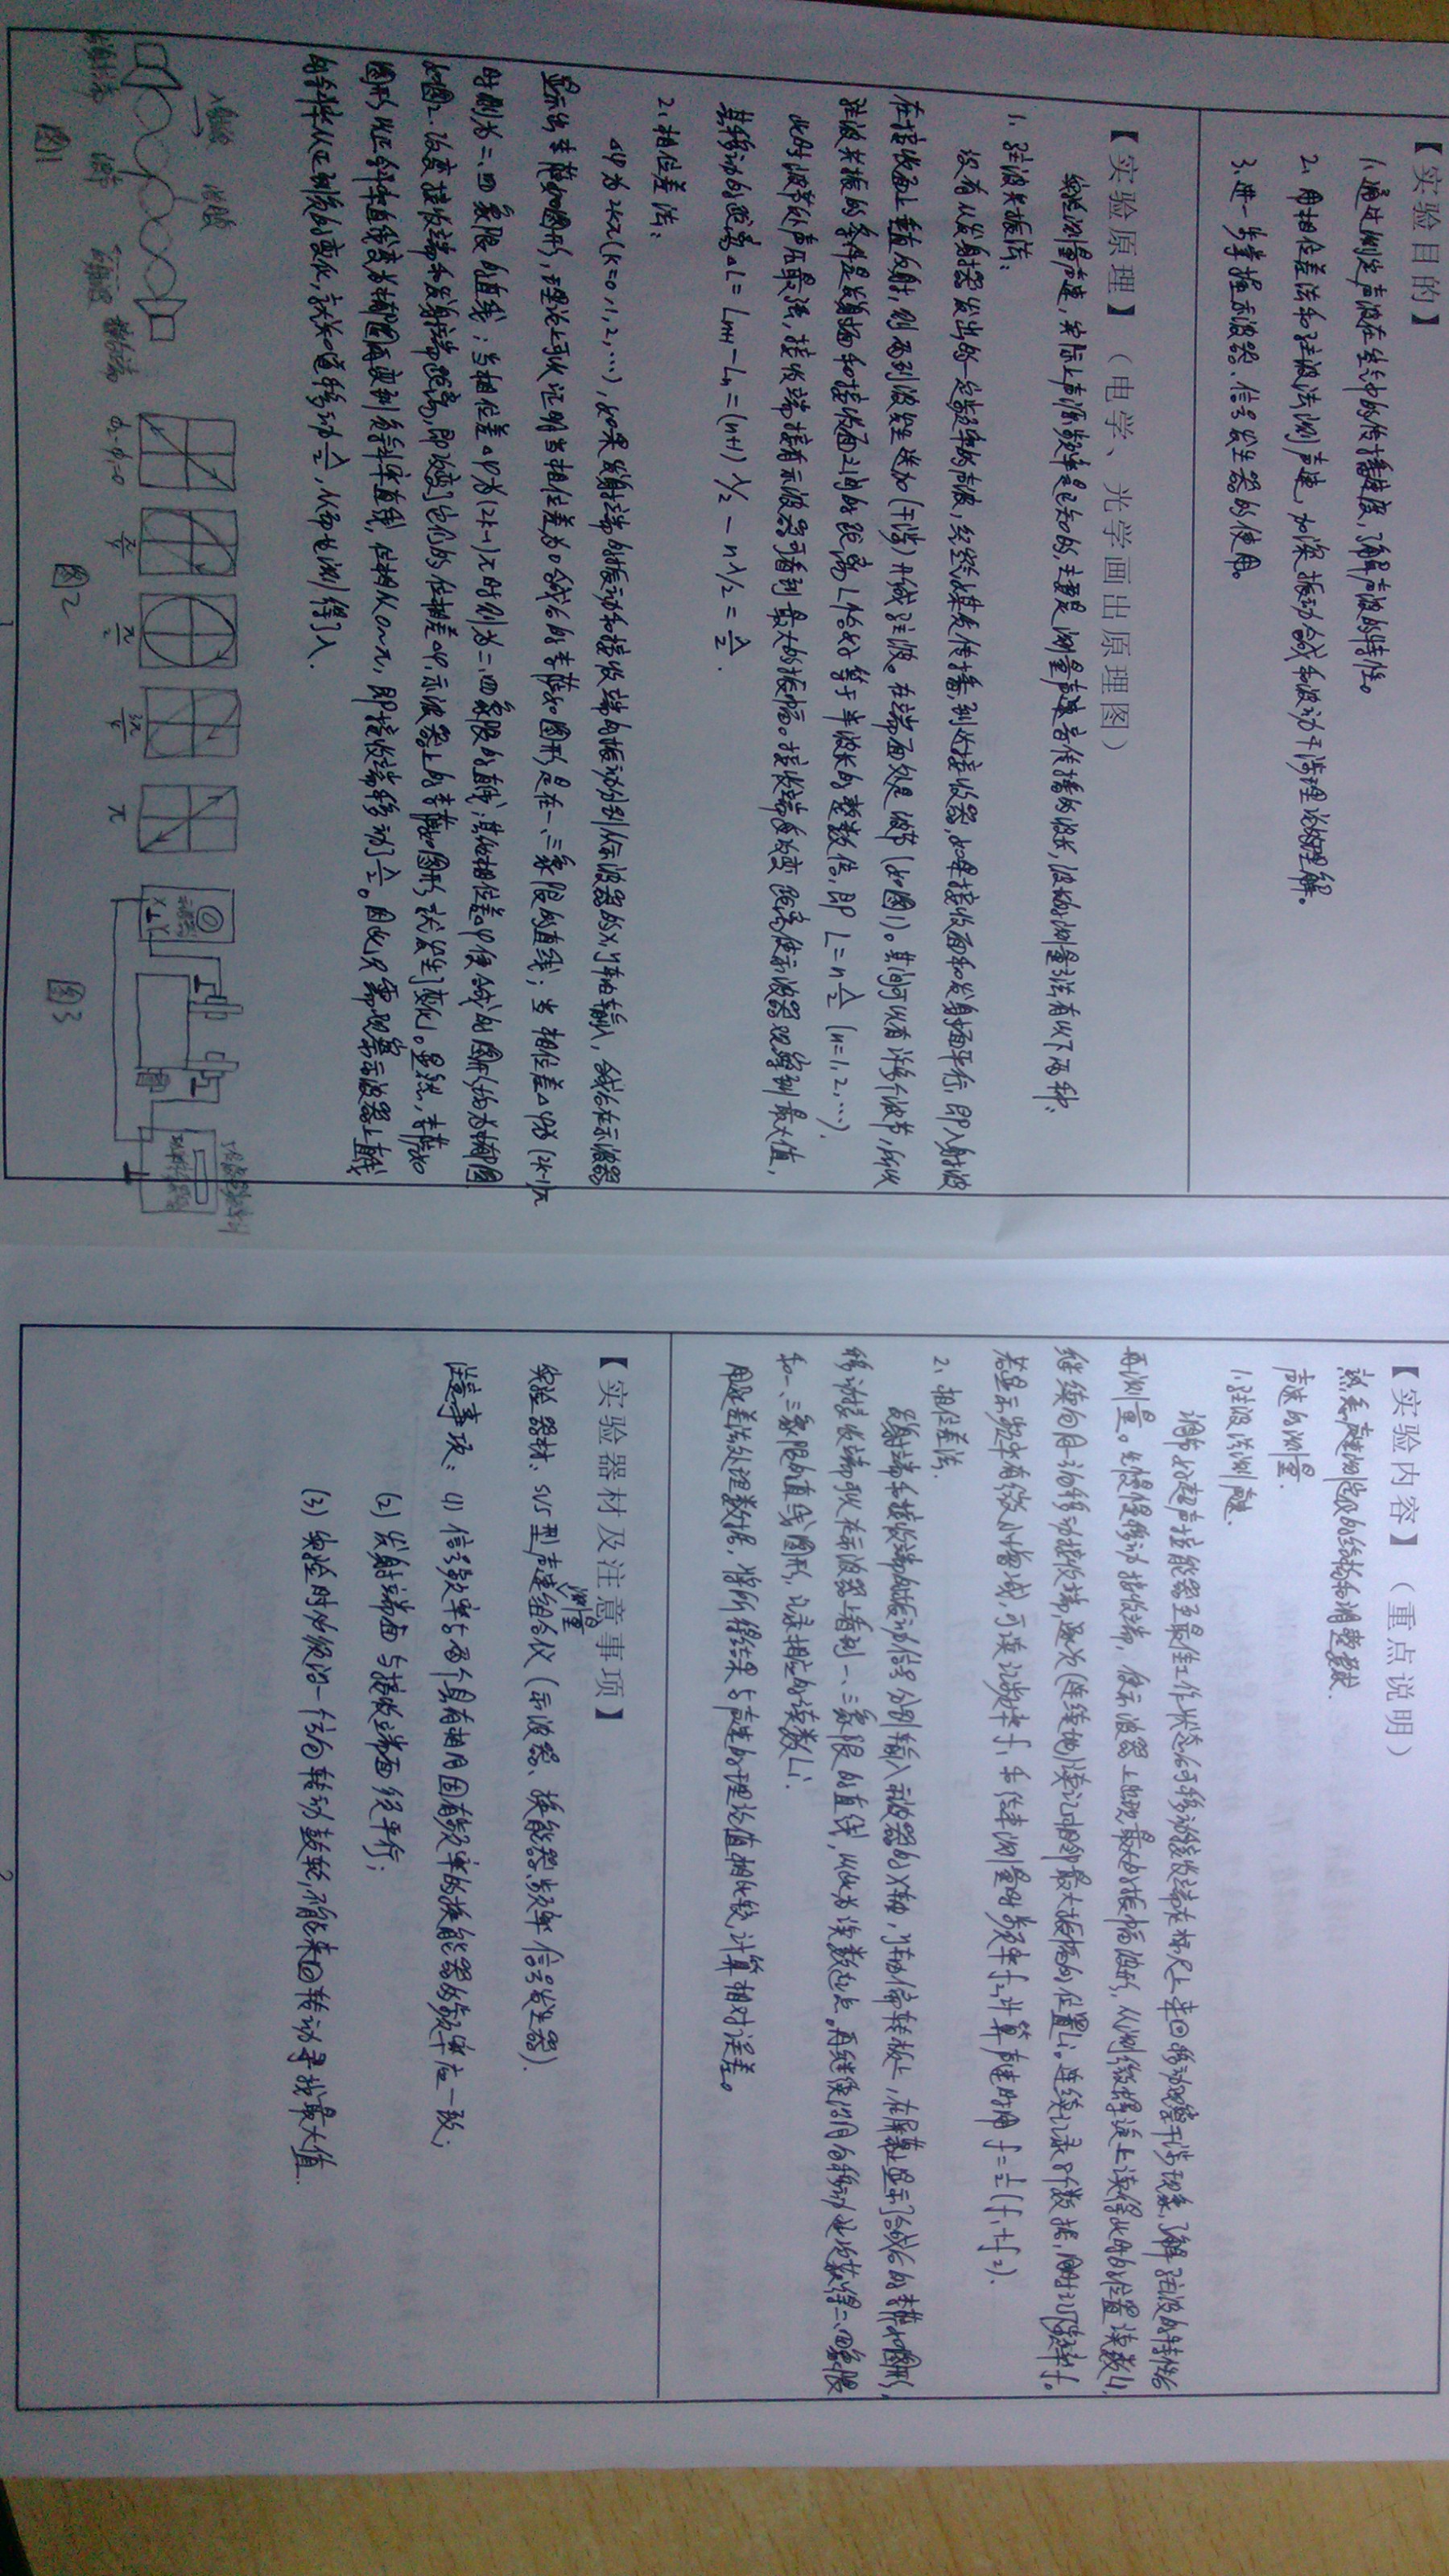 【实验目的】
1、通过测定声波在空气中的传播速度，了解声波的特性。
2、用相位差法和驻波法测声速，加深振动合成和波动干涉理论的理解。
3、进一步掌握示波器、信号发生器的使用。
【实验原理】（电学、光学画出原理图）
实验测量声速，实际上声源频率是已知的，主要是测量声速音传播的波长，波长的测量方法有以下两种：
1、驻波共振法：
设有从发射器发出的一定频率的声波，经空气媒质传播，到达接收器，如果接收面和发射面平行，即入射波
在接收面上垂直反射，则两列波发生迭加（干涉）形成驻波。在端面处是波节（如图1）。其间可以有许多个波节，所以
驻波共振的条件是发射面和接收面之间的距离L恰好等于半波长的整数倍，即 L=n λ/2 (n=1,2,…)，
此时波节处声压最强，接收端接有示波器可看到最大的振幅。接收端每改变距离使示波器观察到最大值，
其移动的距离△L= Ln+1-Ln=(n+1) λ/2 - nλ/2 = λ/2 .
2、相位差法：
△φ为2kπ(k=0,1,2,…)，如果发射端的振动和接收端的振动分别从示波器的x,y轴输入，合成后在示波器
显示出李萨如图形，理论上可以证明当相位差为0合成后的李萨如图形是在一、三象限的直线；当相位差△φ为(2k-1)π
时则为二、四象限的直线；当相位差△φ为(2k-1)π时则为二、四象限的直线；其他相位差△φ使合成的图形均为椭圆
如图2. 改变接收端和发射端距离，即改变了它们的位相差△φ，示波器上的李萨如图形就发生了变化。显然，李萨如
图形从正斜率直线变为椭圆再变到负斜率直线，位相从0~π，即接收端移动了λ/2。因此只需观察示波器上直线
的斜率从正到负的变化，就知道移动λ/2，从而也测得了λ.
入射波 波腹
发射端 波节 反射波 接收端
φ2-φ1=0 π/4 π/2 3π/4 π
示波器
X⊥Y
图1
图2
图3
1
【实验内容】（重点说明）
熟悉声速测定仪的结构和调整要求.
声速的测量.
1.驻波法测声速.
调节好超声换能器至最佳工作状态后可移动接收端在标尺上来回移动观察干涉现象，了解驻波的特性后
再测量。先慢慢移动接收端，使示波器上出现最大的振幅波形，从测微螺旋上读得此时的位置读数L1，
继续向同一方向移动接收端，逐次(连续地)读记相邻最大振幅的位置Li。连续记录8个数据，同时记下频率f。
若显示频率有微小增减，可读记频率f1和结束测量时频率f2，计算声速时用 f=½(f1+f2).
2、相位差法.
发射端和接收端的振动信号分别输入示波器的X轴，Y轴偏转板上，在屏幕上显示了合成后的李萨如图形，
移动接收端可以在示波器上看到一、三象限的直线，以此为读数起点。再继续沿同向移动逐次获得二、四象限
和一、三象限的直线图形，记录相应的读数Li.
用逐差法处理数据，将所得结果与声速的理论值相比较，计算相对误差。
【实验器材及注意事项】
测量
实验器材：SV5型声速组合仪（示波器、换能器、频率信号发生器）.
注意事项：(1) 信号频率与两个具有相同固有频率的换能器的频率应一致；
(2) 发射端面与接收端面须平行；
(3) 实验时必须沿一个方向转动鼓轮，不能来回转动寻找最大值.
2